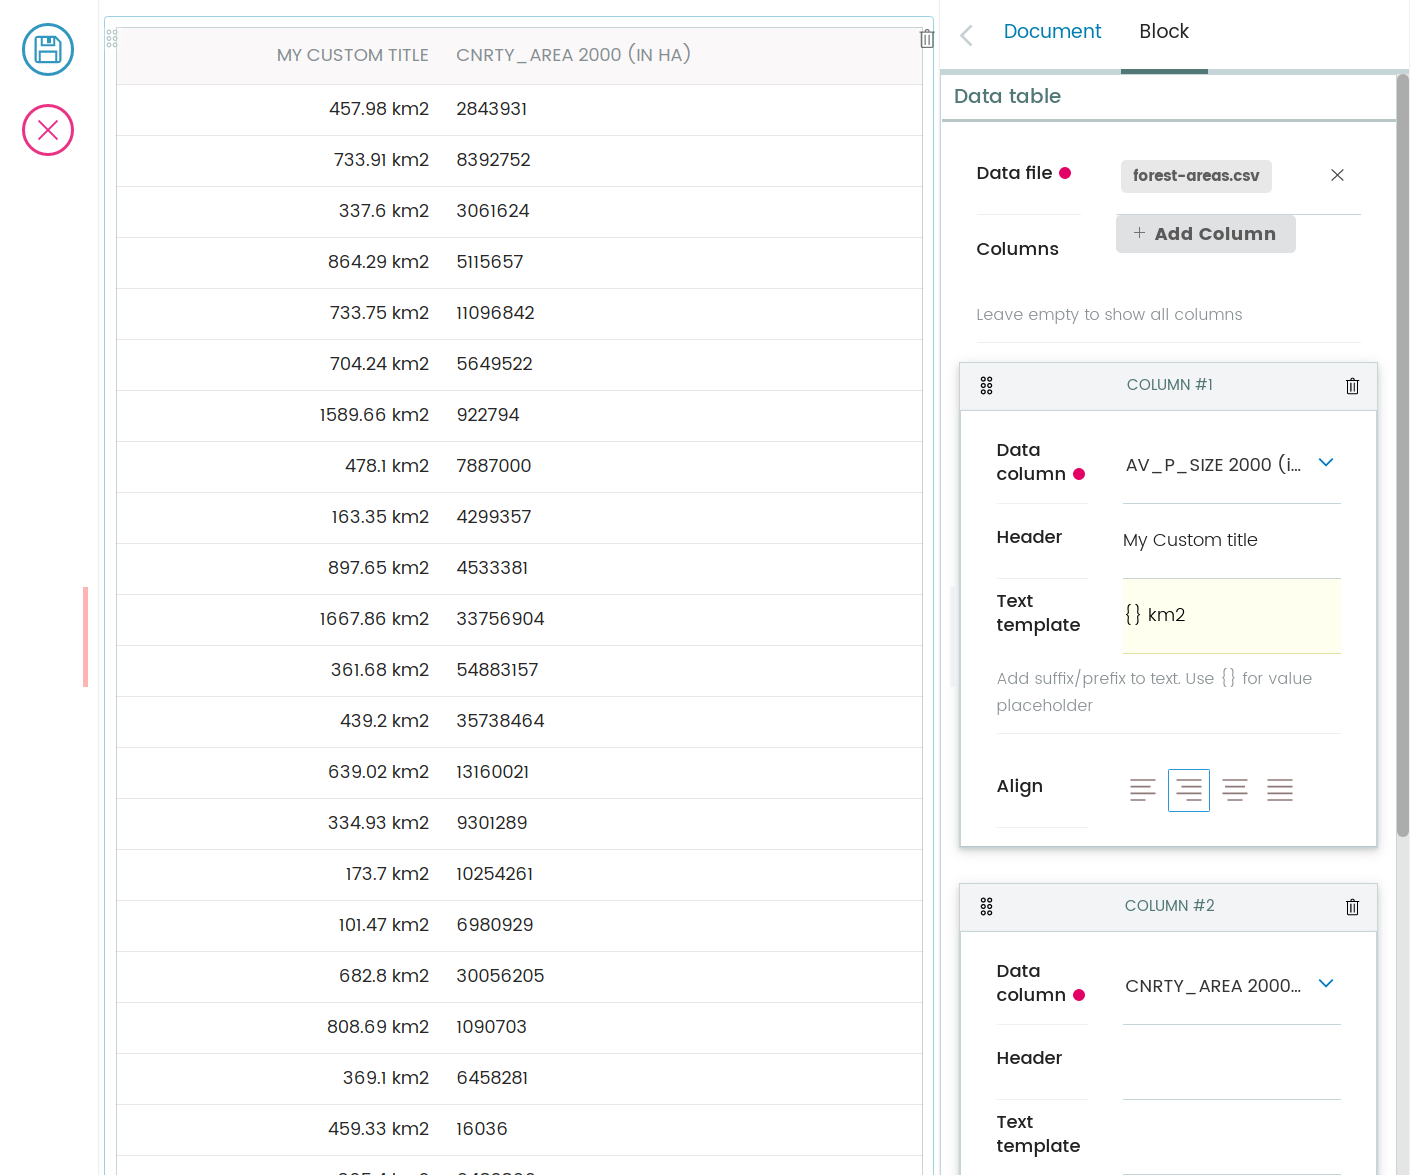 MY CUSTOM TITLE CNRTY_AREA 2000 (IN HA)
457.98 km2 2843931
733.91 km2 8392752
337.6 km2 3061624
864.29 km2 5115657
733.75 km2 11096842
704.24 km2 5649522
1589.66 km2 922794
478.1 km2 7887000
163.35 km2 4299357
897.65 km2 4533381
1667.86 km2 33756904
361.68 km2 54883157
439.2 km2 35738464
639.02 km2 13160021
334.93 km2 9301289
173.7 km2 10254261
101.47 km2 6980929
682.8 km2 30056205
808.69 km2 1090703
369.1 km2 6458281
459.33 km2 16036
Document Block
Data table
Data file forest-areas.csv
Columns + Add Column
Leave empty to show all columns
COLUMN #1
Data
column AV_P_SIZE 2000 (i...
Header My Custom title
Text
template {} km2
Add suffix/prefix to text. Use {} for value
placeholder
Align
COLUMN #2
Data
column CNRTY_AREA 2000...
Header
Text
template